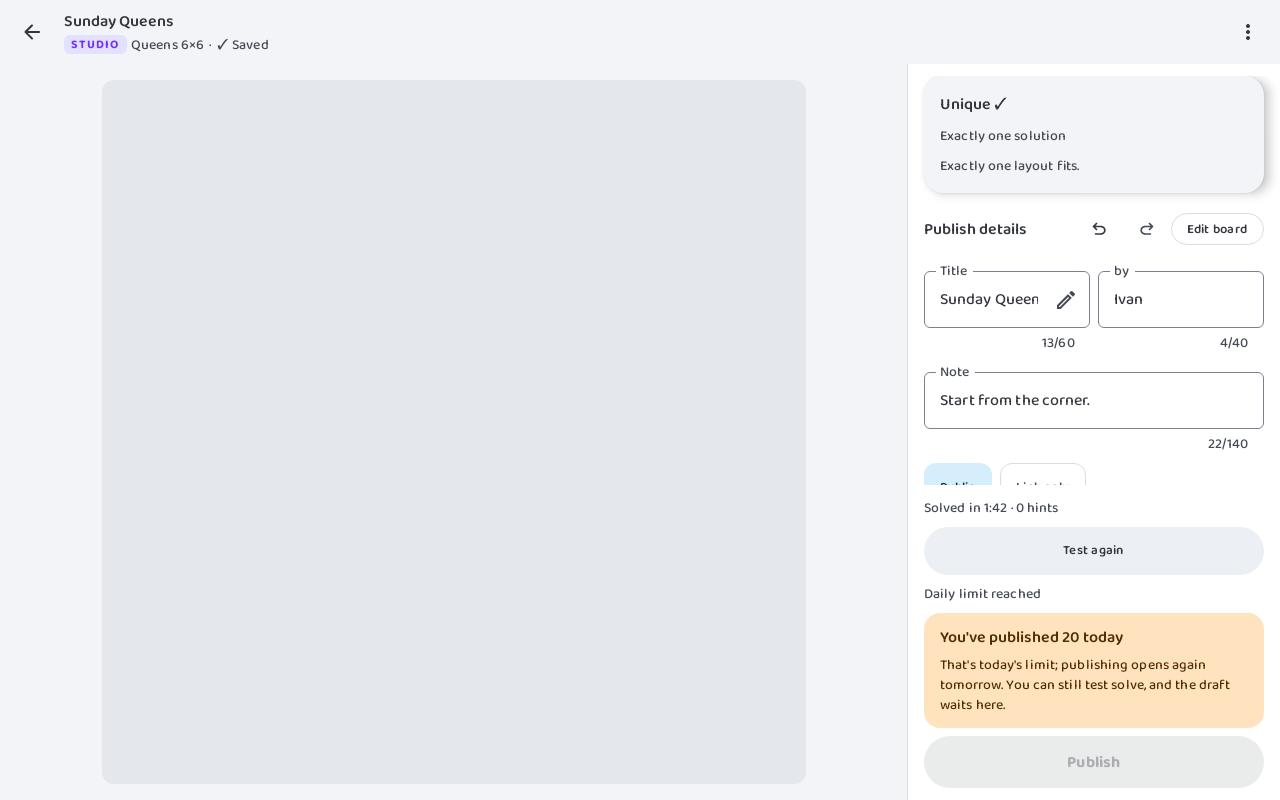 Sunday Queens
STUDIO Queens 6×6 · ✓ Saved
Unique ✓
Exactly one solution
Exactly one layout fits.
Publish details
Edit board
Title
Sunday Queen
13/60
by
Ivan
4/40
Note
Start from the corner.
22/140
Solved in 1:42 · 0 hints
Test again
Daily limit reached
You've published 20 today
That's today's limit; publishing opens again
tomorrow. You can still test solve, and the draft
waits here.
Publish